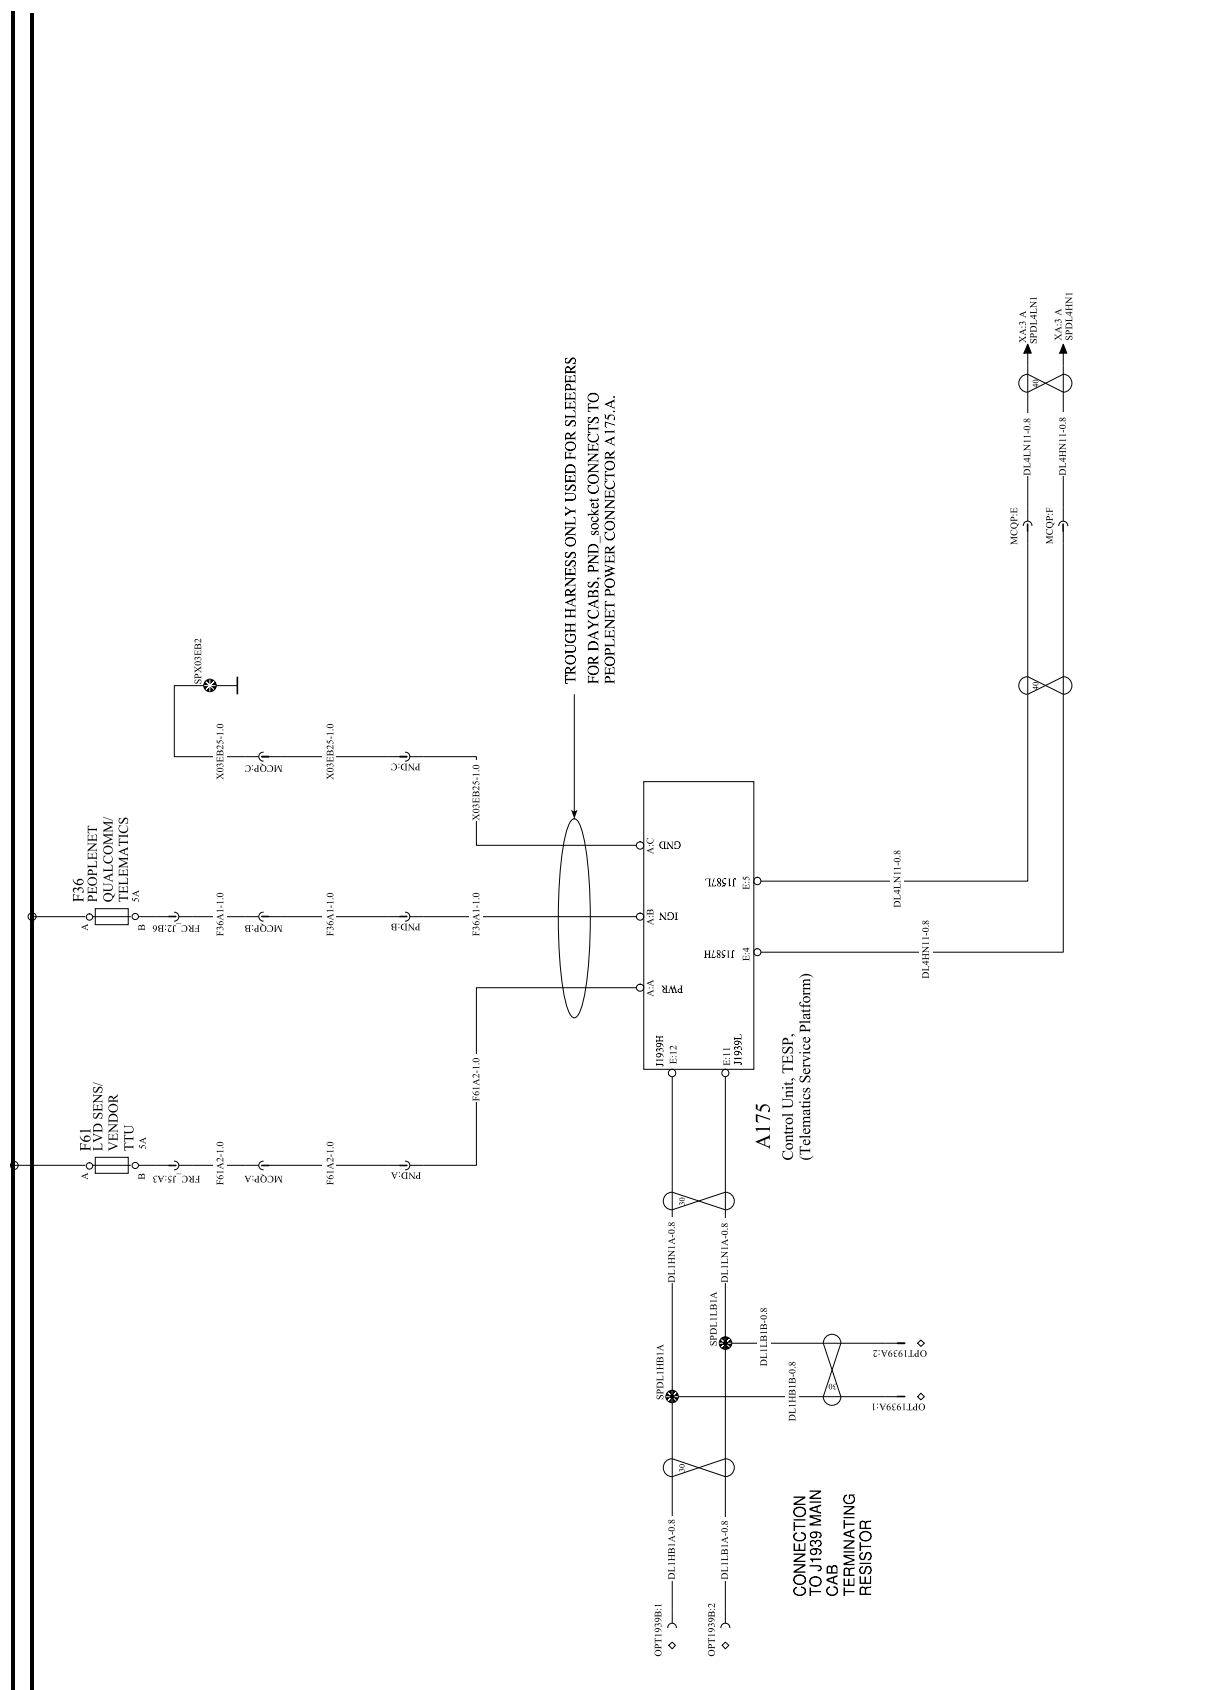 F36
PEOPLENET
QUALCOMM/
TELEMATICS
5A
A
B
FRC_J2:B6
F36A1-1.0
MCQP:B
F36A1-1.0
PND:B
F36A1-1.0
F61
LVD SENS/
VENDOR
TTU
5A
A
B
FRC_J5:A3
F61A2-1.0
MCQP:A
F61A2-1.0
PND:A
F61A2-1.0
SPX03EB2
X03EB25-1.0
MCQP:C
X03EB25-1.0
PND:C
X03EB25-1.0
TROUGH HARNESS ONLY USED FOR SLEEPERS
FOR DAYCABS, PND_socket CONNECTS TO
PEOPLENET POWER CONNECTOR A175.A.
A:C
GND
A:B
IGN
A:A
PWR
J1587L
E:5
J1587H
E:4
J1939H
E:12
E:11
J1939L
A175
Control Unit, TESP,
(Telematics Service Platform)
DL4LN11-0.8
DL4HN11-0.8
40
MCQP:E
MCQP:F
DL4LN11-0.8
DL4HN11-0.8
40
XA:3 A
SPDL4LN1
XA:3 A
SPDL4HN1
30
DL1HN1A-0.8
DL1LN1A-0.8
SPDL1HB1A
SPDL1LB1A
DL1LB1B-0.8
DL1HB1B-0.8
30
OPT1939A:2
OPT1939A:1
30
DL1HB1A-0.8
DL1LB1A-0.8
OPT1939B:1
OPT1939B:2
CONNECTION
TO J1939 MAIN
CAB
TERMINATING
RESISTOR